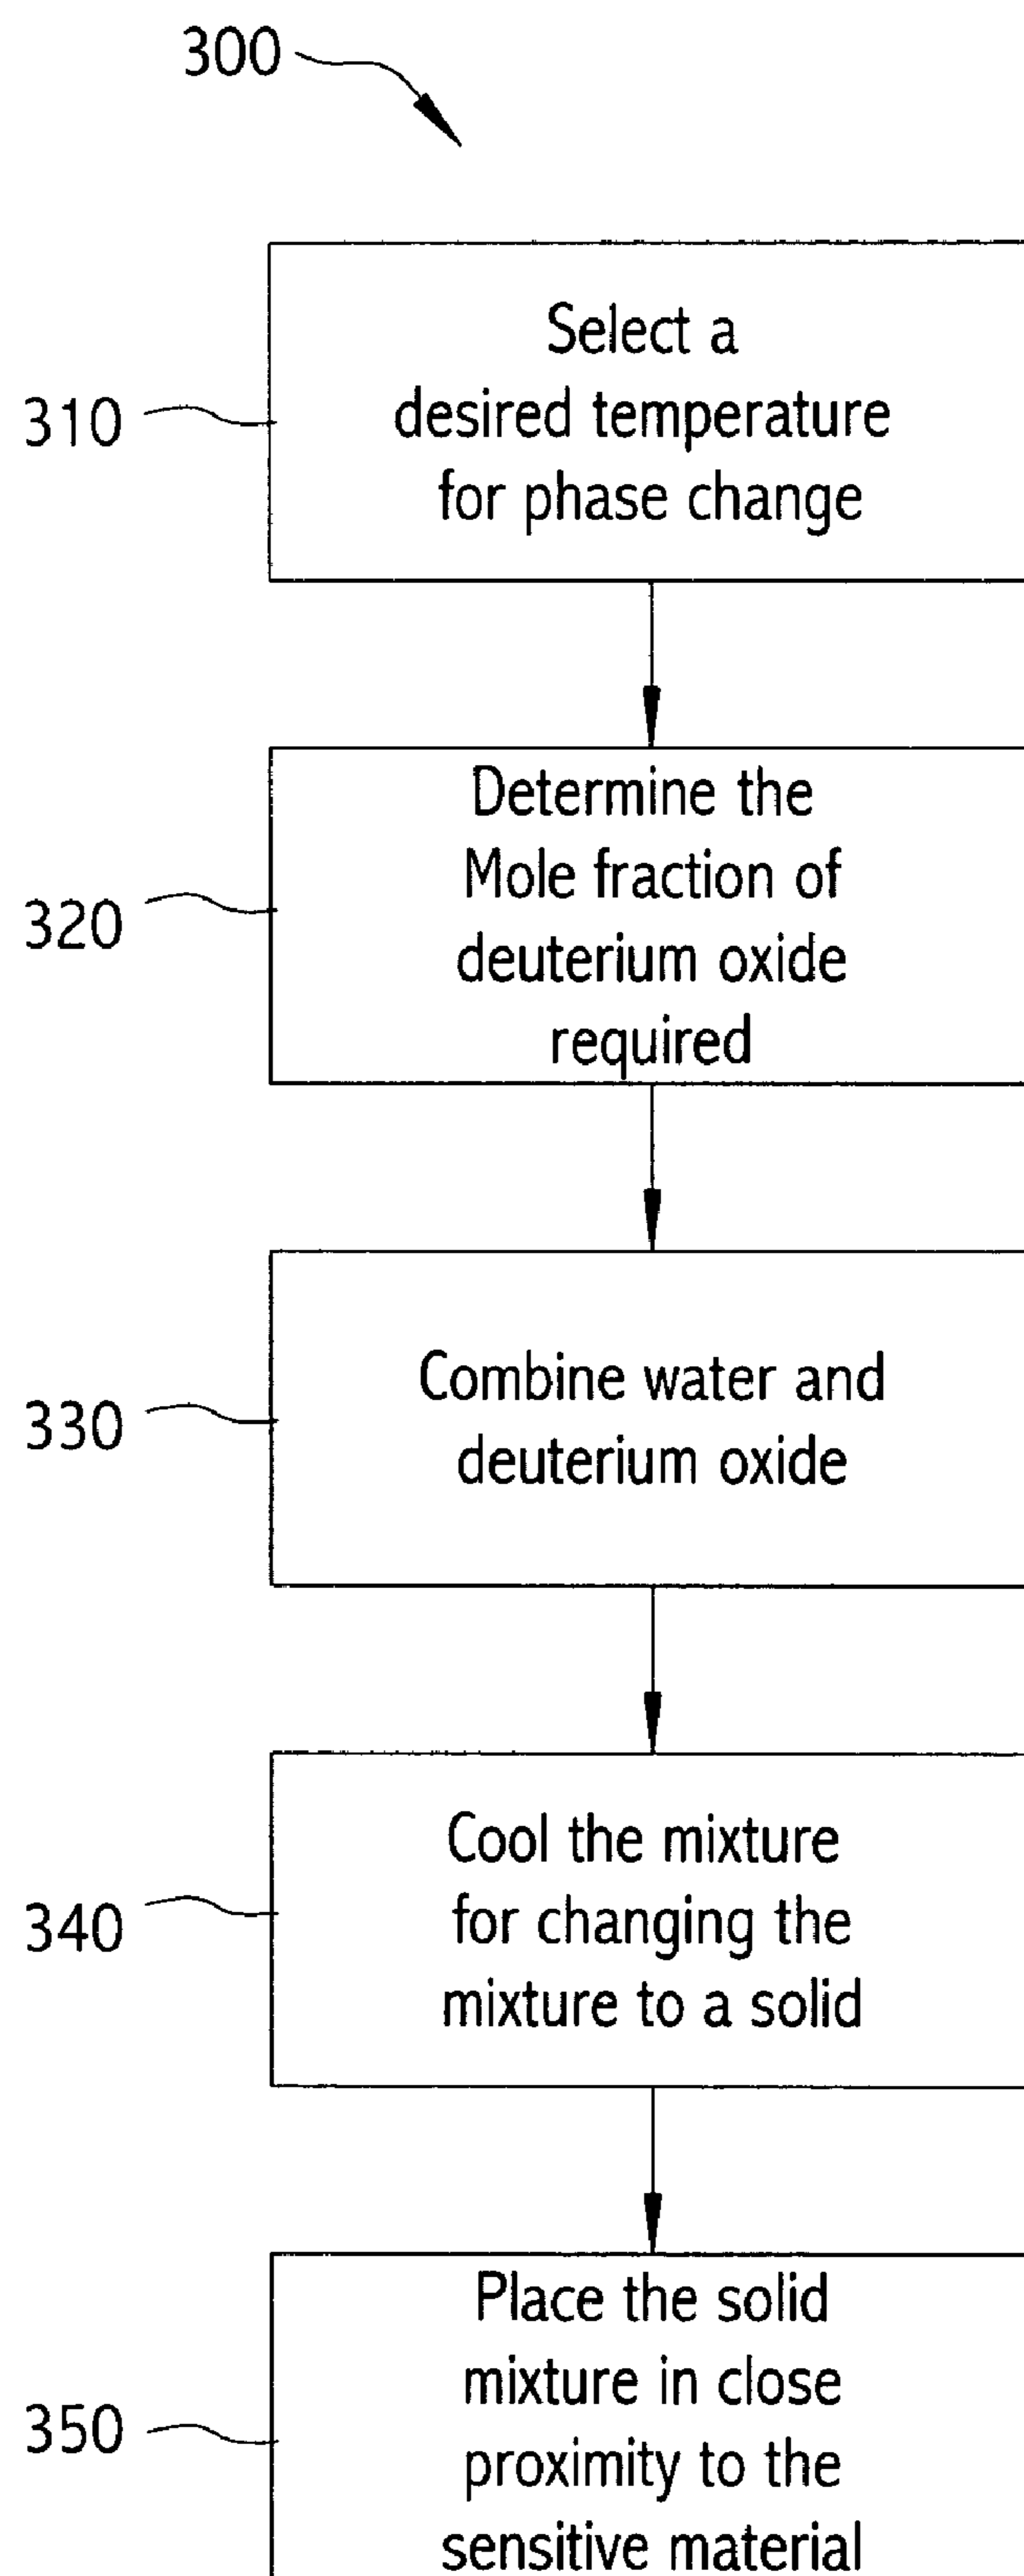 300
310
Select a
desired temperature
for phase change
320
Determine the
Mole fraction of
deuterium oxide
required
330
Combine water and
deuterium oxide
340
Cool the mixture
for changing the
mixture to a solid
350
Place the solid
mixture in close
proximity to the
sensitive material